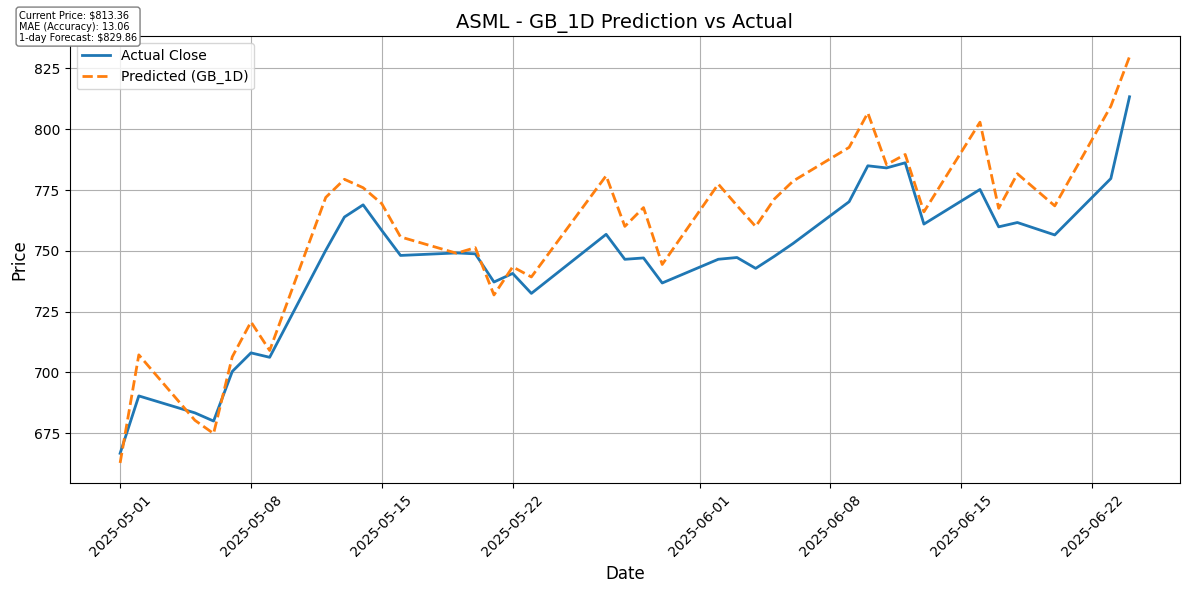 ASML - GB_1D Prediction vs Actual
Current Price: $813.36
MAE (Accuracy): 13.06
1-day Forecast: $829.86
Actual Close
Predicted (GB_1D)
825
800
775
750
725
700
675
Price
2025-05-01
2025-05-08
2025-05-15
2025-05-22
2025-06-01
2025-06-08
2025-06-15
2025-06-22
Date